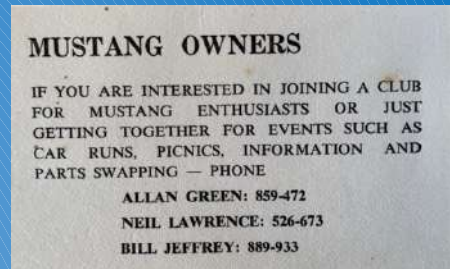 MUSTANG OWNERS
IF YOU ARE INTERESTED IN JOINING A CLUB
FOR MUSTANG ENTHUSIASTS OR JUST
GETTING TOGETHER FOR EVENTS SUCH AS
CAR RUNS, PICNICS, INFORMATION AND
PARTS SWAPPING — PHONE
ALLAN GREEN: 859-472
NEIL LAWRENCE: 526-673
BILL JEFFREY: 889-933